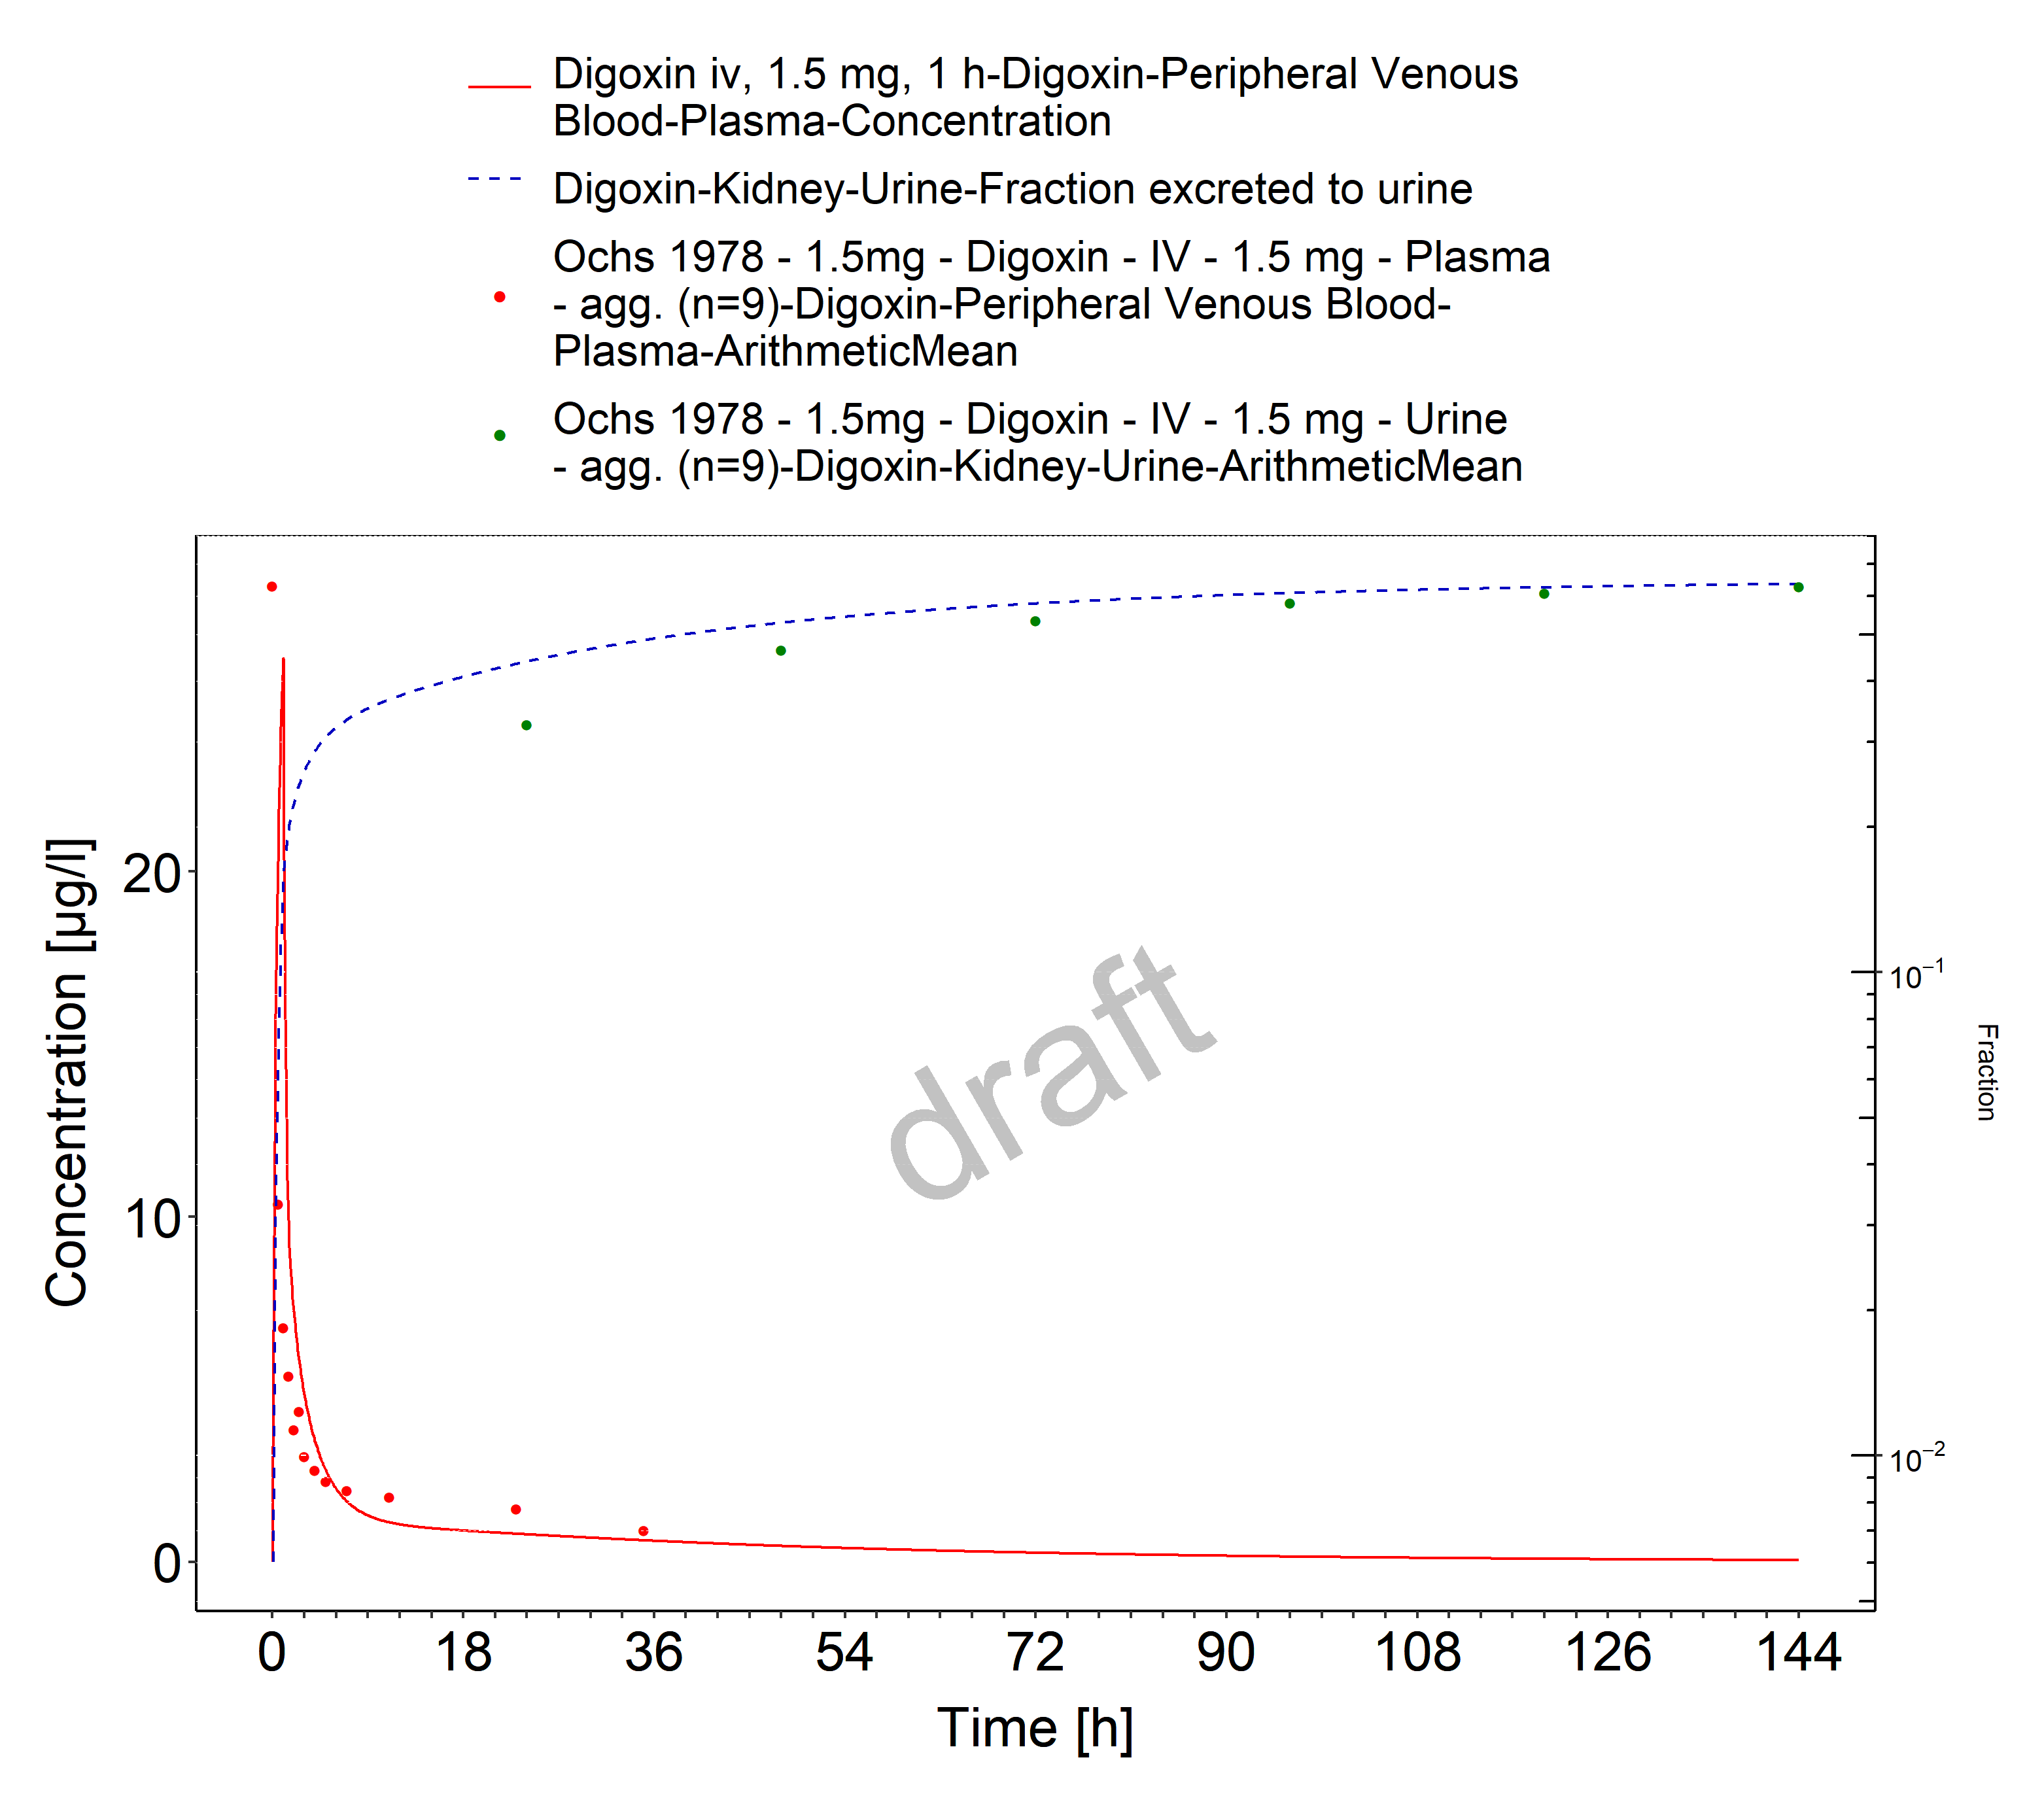 Digoxin iv, 1.5 mg, 1 h-Digoxin-Peripheral Venous
Blood-Plasma-Concentration
Digoxin-Kidney-Urine-Fraction excreted to urine
Ochs 1978 - 1.5mg - Digoxin - IV - 1.5 mg - Plasma
- agg. (n=9)-Digoxin-Peripheral Venous Blood-
Plasma-ArithmeticMean
Ochs 1978 - 1.5mg - Digoxin - IV - 1.5 mg - Urine
- agg. (n=9)-Digoxin-Kidney-Urine-ArithmeticMean
Concentration [µg/l]
20
10
0
draft
10⁻¹
10⁻²
Fraction
0 18 36 54 72 90 108 126 144
Time [h]